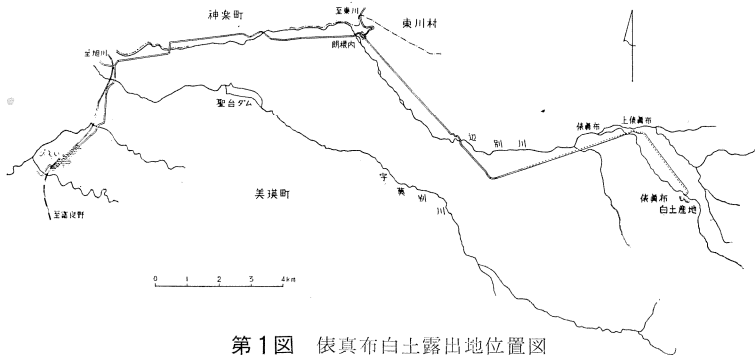 神楽町
至東川
東川村
朗根内
至旭川
聖台ダム
辺別川
俵真布
上俵真布
びえい
美瑛町
宇莫別川
俵真布
白土産地
至富良野
0 1 2 3 4km
第1図 俵真布白土露出地位置図